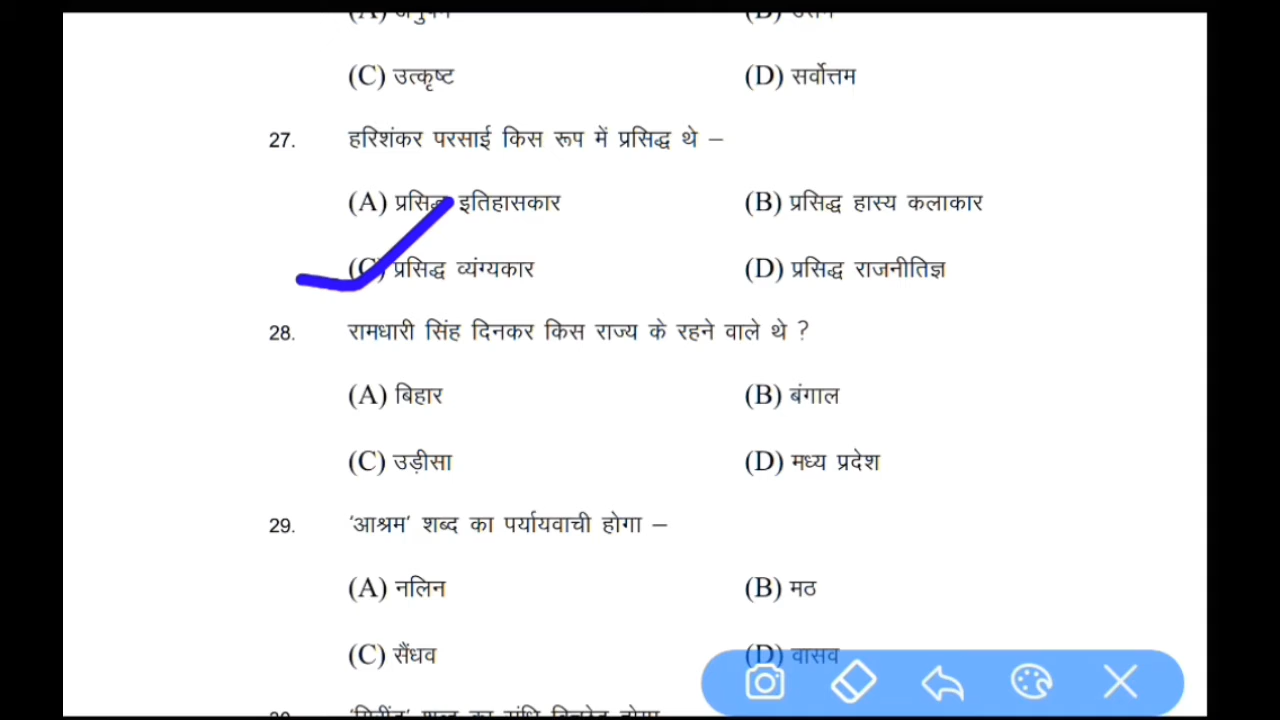 (C) उत्कृष्ट (D) सर्वोत्तम
27. हरिशंकर परसाई किस रूप में प्रसिद्ध थे –
(A) प्रसिद्ध इतिहासकार (B) प्रसिद्ध हास्य कलाकार
(C) प्रसिद्ध व्यंग्यकार (D) प्रसिद्ध राजनीतिज्ञ
28. रामधारी सिंह दिनकर किस राज्य के रहने वाले थे ?
(A) बिहार (B) बंगाल
(C) उड़ीसा (D) मध्य प्रदेश
29. 'आश्रम' शब्द का पर्यायवाची होगा –
(A) नलिन (B) मठ
(C) सैंधव (D) वासव